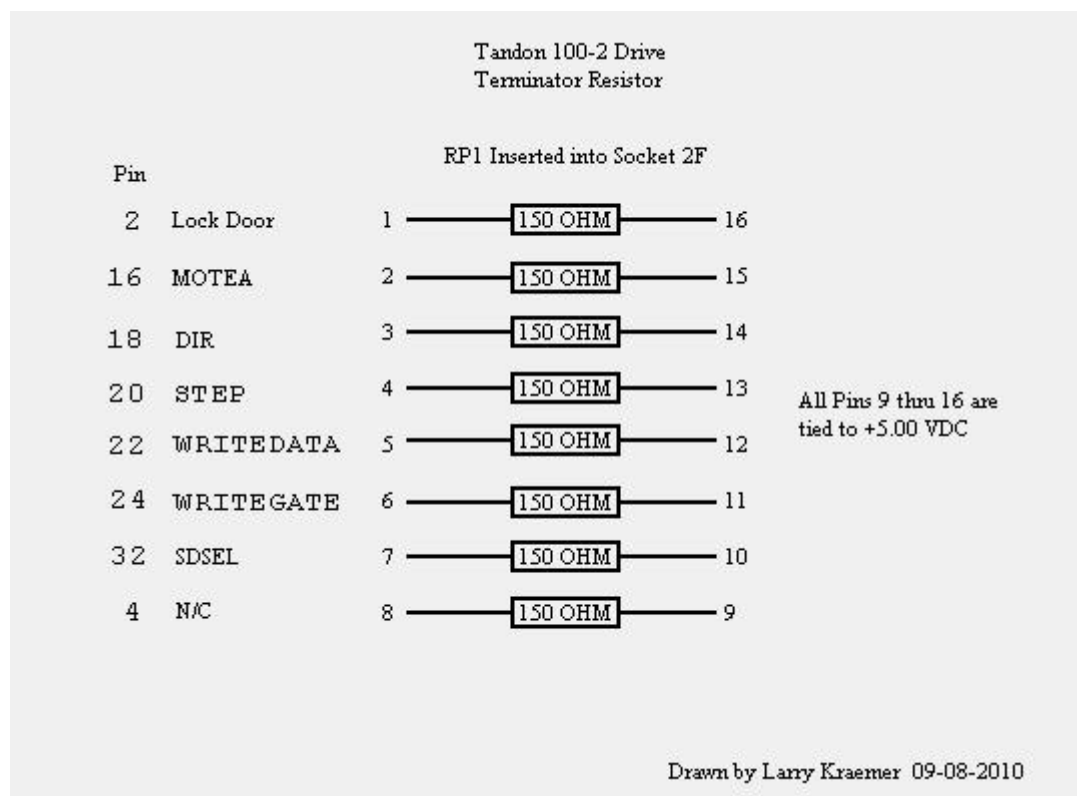 Tandon 100-2 Drive
Terminator Resistor
RP1 Inserted into Socket 2F
Pin
2 Lock Door 1 150 OHM 16
16 MOTEA 2 150 OHM 15
18 DIR 3 150 OHM 14
20 STEP 4 150 OHM 13
22 WRITEDATA 5 150 OHM 12
24 WRITEGATE 6 150 OHM 11
32 SDSEL 7 150 OHM 10
4 N/C 8 150 OHM 9
All Pins 9 thru 16 are
tied to +5.00 VDC
Drawn by Larry Kraemer 09-08-2010